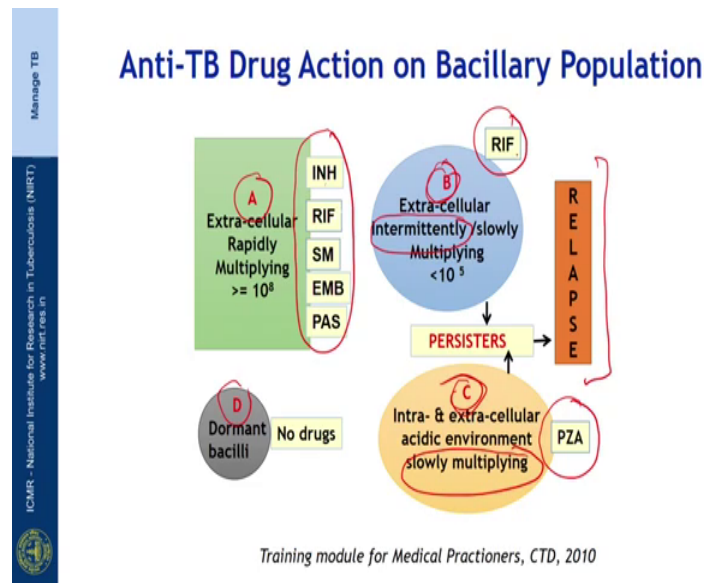 Manage TB
ICMR - National Institute for Research in Tuberculosis (NIRT)
www.nirt.res.in
Anti-TB Drug Action on Bacillary Population
A
Extra-cellular
Rapidly
Multiplying
>= 10⁸
INH
RIF
SM
EMB
PAS
RIF
B
Extra-cellular
intermittently /slowly
Multiplying
<10 ⁵
PERSISTERS
RELAPSE
D
Dormant
bacilli
No drugs
C
Intra- & extra-cellular
acidic environment
slowly multiplying
PZA
Training module for Medical Practioners, CTD, 2010